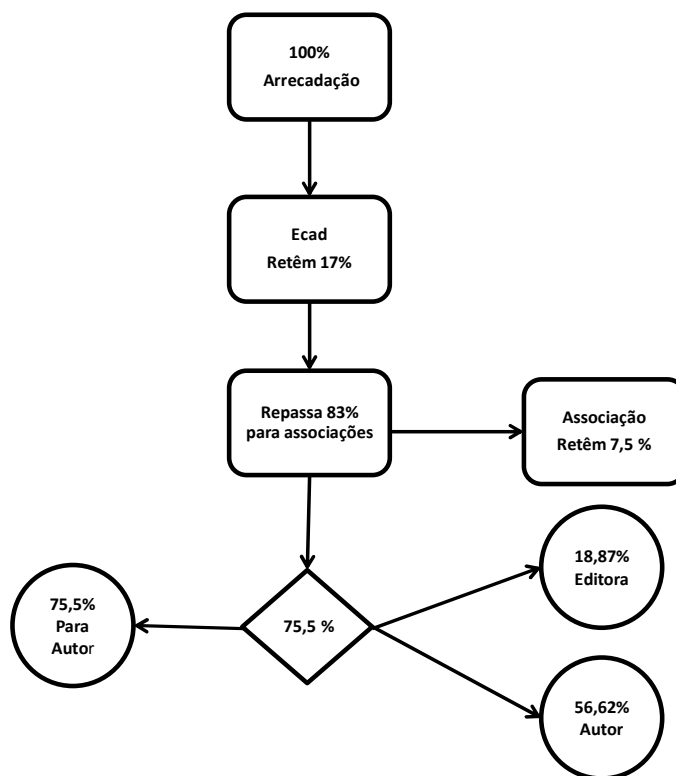 100%
Arrecadação
Ecad
Retêm 17%
Repassa 83%
para associações
Associação
Retêm 7,5 %
18,87%
Editora
75,5%
Para
Autor
75,5 %
56,62%
Autor